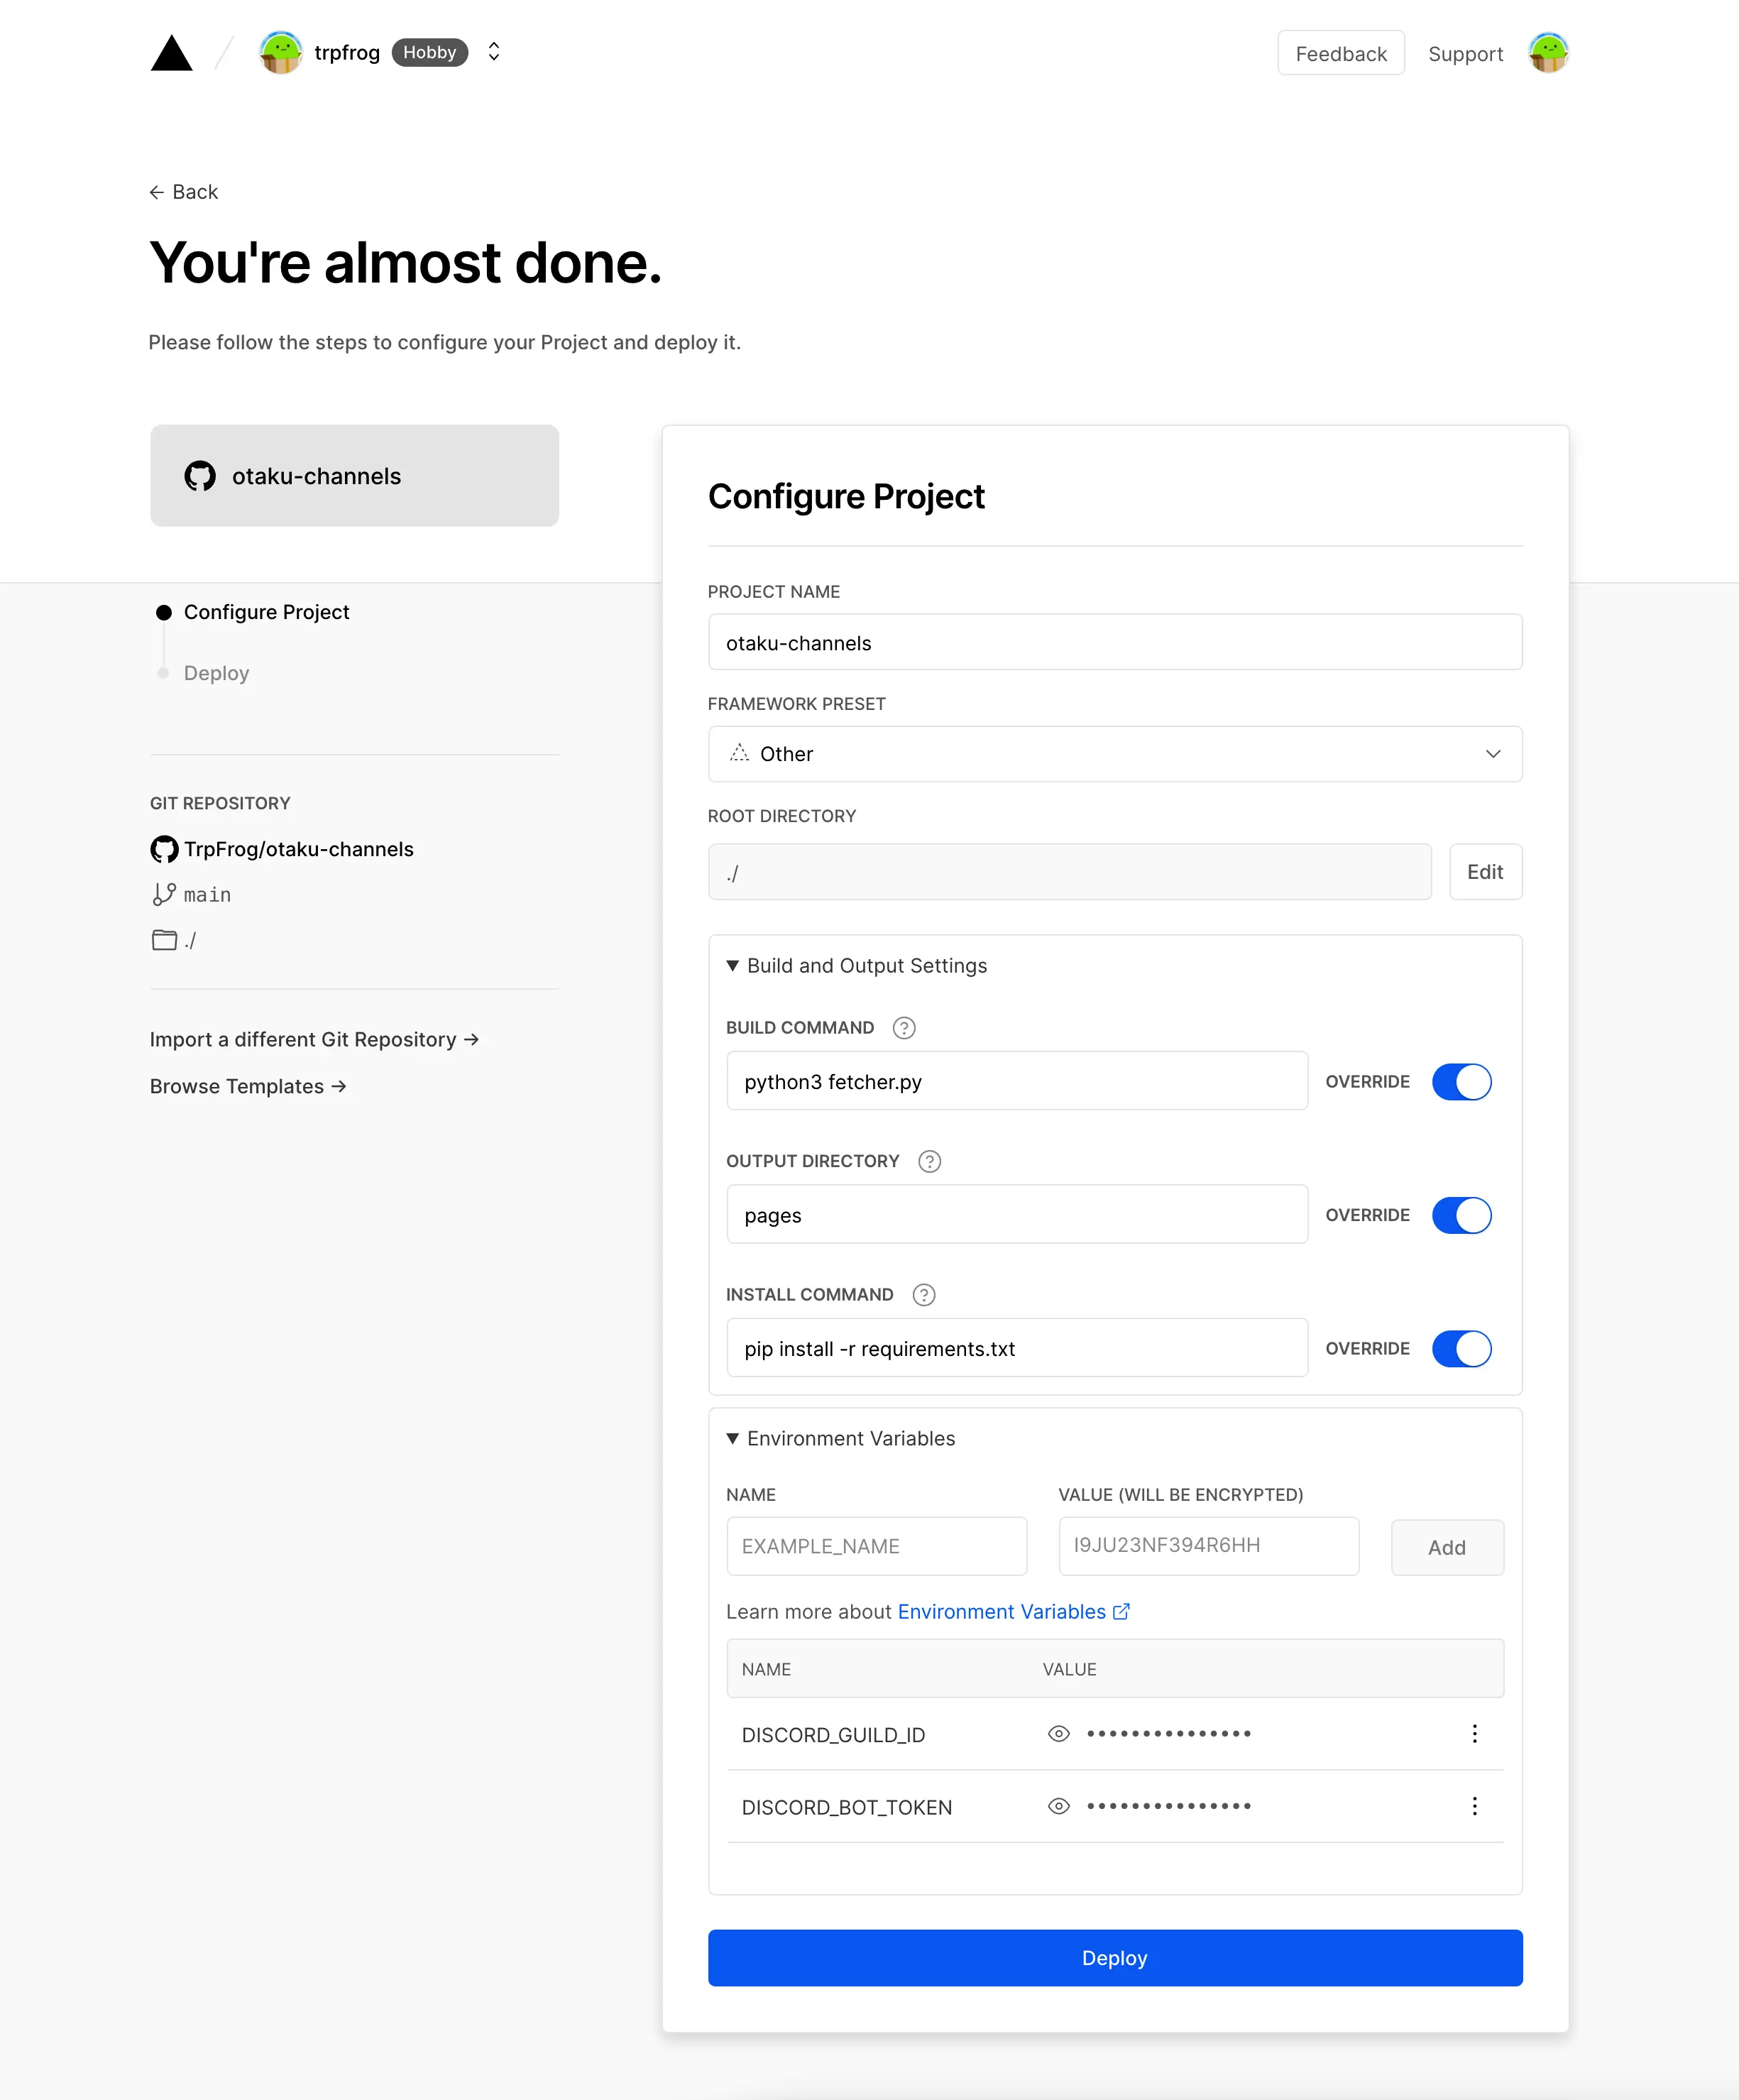 trpfrog Hobby
Feedback Support
← Back
You're almost done.
Please follow the steps to configure your Project and deploy it.
otaku-channels
Configure Project
Deploy
GIT REPOSITORY
TrpFrog/otaku-channels
main
./
Import a different Git Repository →
Browse Templates →
Configure Project
PROJECT NAME
otaku-channels
FRAMEWORK PRESET
Other
ROOT DIRECTORY
./ Edit
▼ Build and Output Settings
BUILD COMMAND ?
python3 fetcher.py OVERRIDE
OUTPUT DIRECTORY ?
pages OVERRIDE
INSTALL COMMAND ?
pip install -r requirements.txt OVERRIDE
▼ Environment Variables
NAME VALUE (WILL BE ENCRYPTED)
EXAMPLE_NAME I9JU23NF394R6HH Add
Learn more about Environment Variables
NAME VALUE
DISCORD_GUILD_ID •••••••••••••••
DISCORD_BOT_TOKEN •••••••••••••••
Deploy